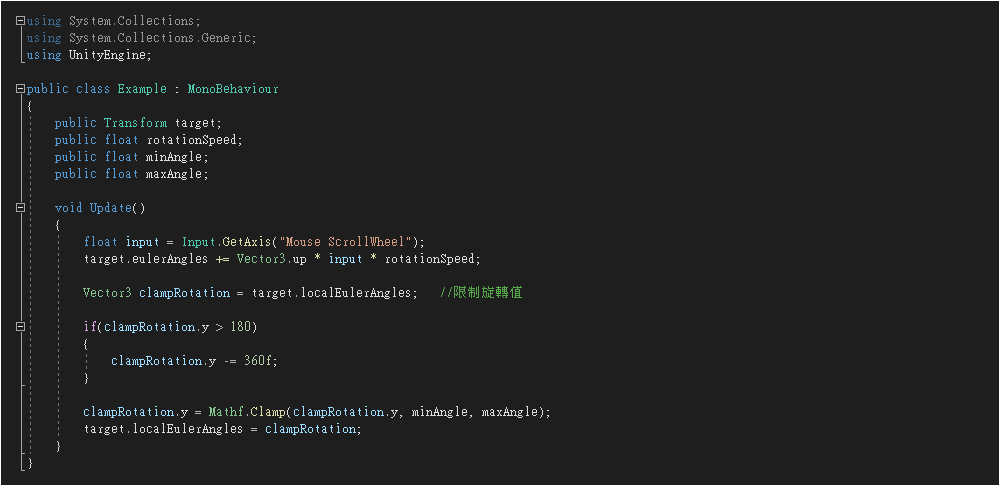 using System.Collections;
using System.Collections.Generic;
using UnityEngine;
public class Example : MonoBehaviour
{
public Transform target;
public float rotationSpeed;
public float minAngle;
public float maxAngle;
void Update()
{
float input = Input.GetAxis("Mouse ScrollWheel");
target.eulerAngles += Vector3.up * input * rotationSpeed;
Vector3 clampRotation = target.localEulerAngles; //限制旋轉值
if(clampRotation.y > 180)
{
clampRotation.y -= 360f;
}
clampRotation.y = Mathf.Clamp(clampRotation.y, minAngle, maxAngle);
target.localEulerAngles = clampRotation;
}
}